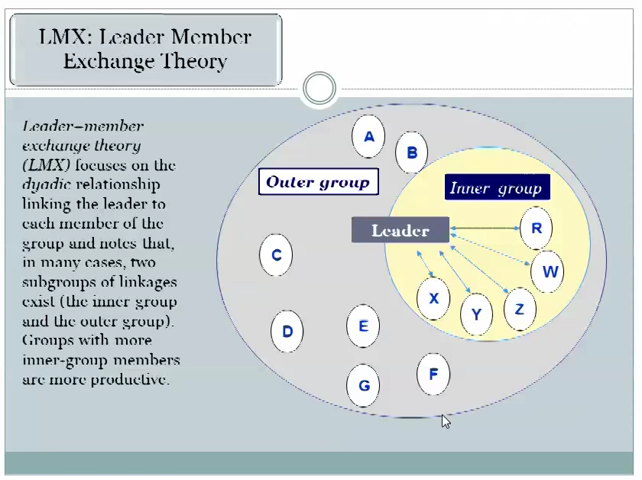 LMX: Leader Member
Exchange Theory
Leader–member
exchange theory
(LMX) focuses on the
dyadic relationship
linking the leader to
each member of the
group and notes that,
in many cases, two
subgroups of linkages
exist (the inner group
and the outer group).
Groups with more
inner-group members
are more productive.
A
B
Outer group
Inner group
Leader
R
C
W
X
Y
Z
D
E
F
G